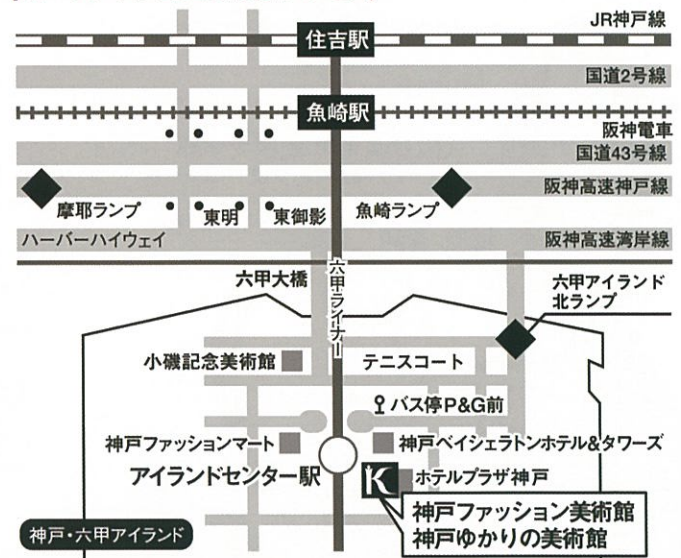 JR神戸線
住吉駅
国道2号線
魚崎駅
阪神電車
国道43号線
阪神高速神戸線
摩耶ランプ
東明
東御影
魚崎ランプ
ハーバーハイウェイ
阪神高速湾岸線
六甲大橋
六甲ライナー
六甲アイランド
北ランプ
小磯記念美術館
テニスコート
バス停P&G前
神戸ファッションマート
神戸ベイシェラトンホテル&タワーズ
アイランドセンター駅
K
ホテルプラザ神戸
神戸ファッション美術館
神戸ゆかりの美術館
神戸・六甲アイランド